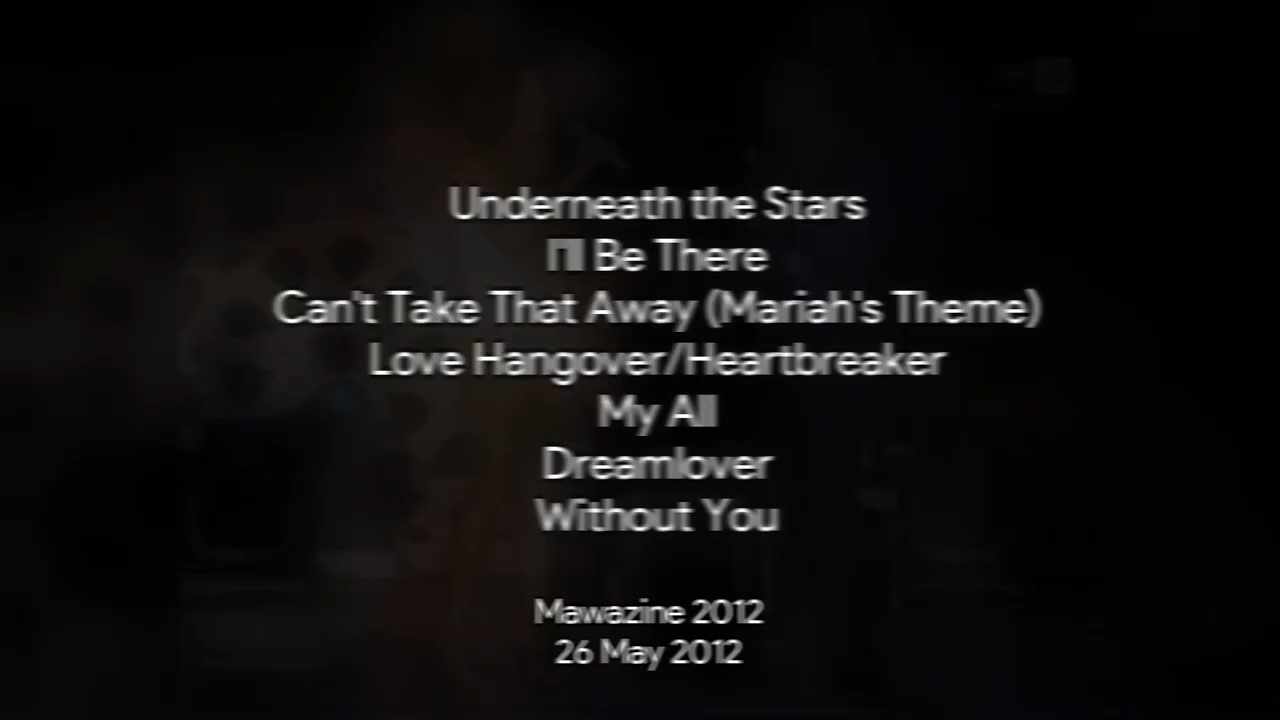 Underneath the Stars
I'll Be There
Can't Take That Away (Mariah's Theme)
Love Hangover/Heartbreaker
My All
Dreamlover
Without You
Mawazine 2012
26 May 2012